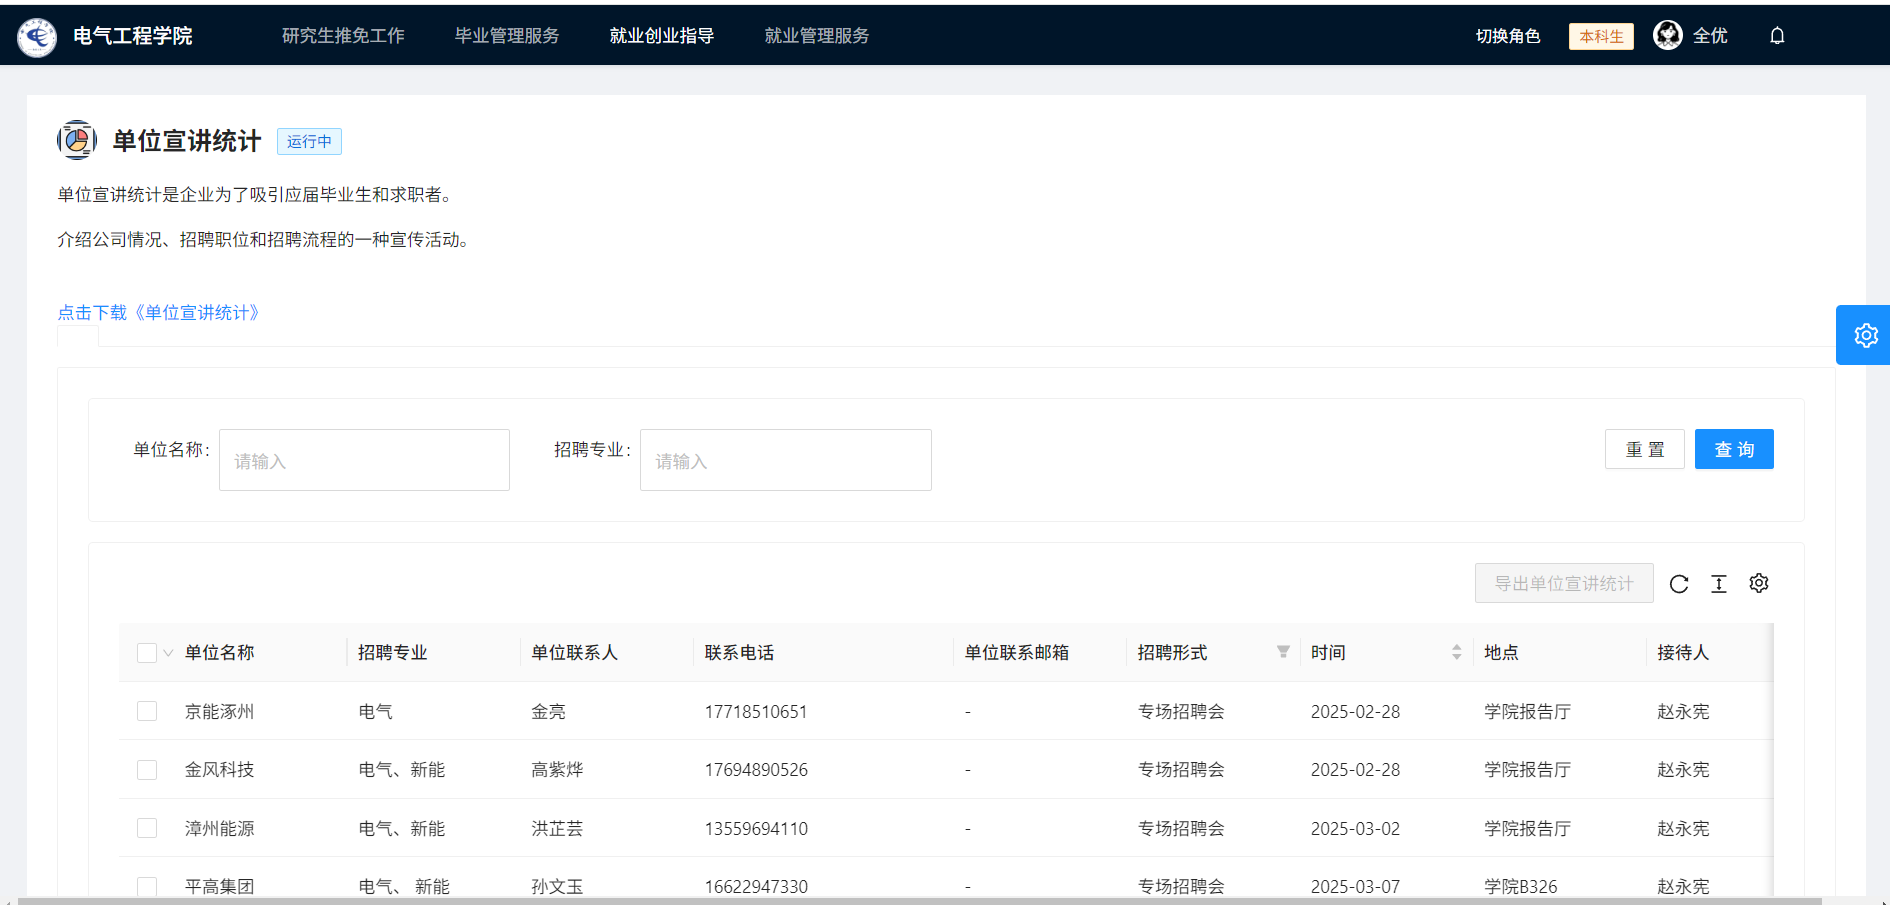 电气工程学院 研究生推免工作 毕业管理服务 就业创业指导 就业管理服务 切换角色 本科生 全优
单位宣讲统计 运行中
单位宣讲统计是企业为了吸引应届毕业生和求职者。
介绍公司情况、招聘职位和招聘流程的一种宣传活动。
点击下载《单位宣讲统计》
单位名称: 请输入 招聘专业: 请输入 重 置 查 询
导出单位宣讲统计
单位名称 招聘专业 单位联系人 联系电话 单位联系邮箱 招聘形式 时间 地点 接待人
京能涿州 电气 金亮 17718510651 - 专场招聘会 2025-02-28 学院报告厅 赵永宪
金风科技 电气、新能 高紫烨 17694890526 - 专场招聘会 2025-02-28 学院报告厅 赵永宪
漳州能源 电气、新能 洪芷芸 13559694110 - 专场招聘会 2025-03-02 学院报告厅 赵永宪
平高集团 电气、 新能 孙文玉 16622947330 - 专场招聘会 2025-03-07 学院B326 赵永宪